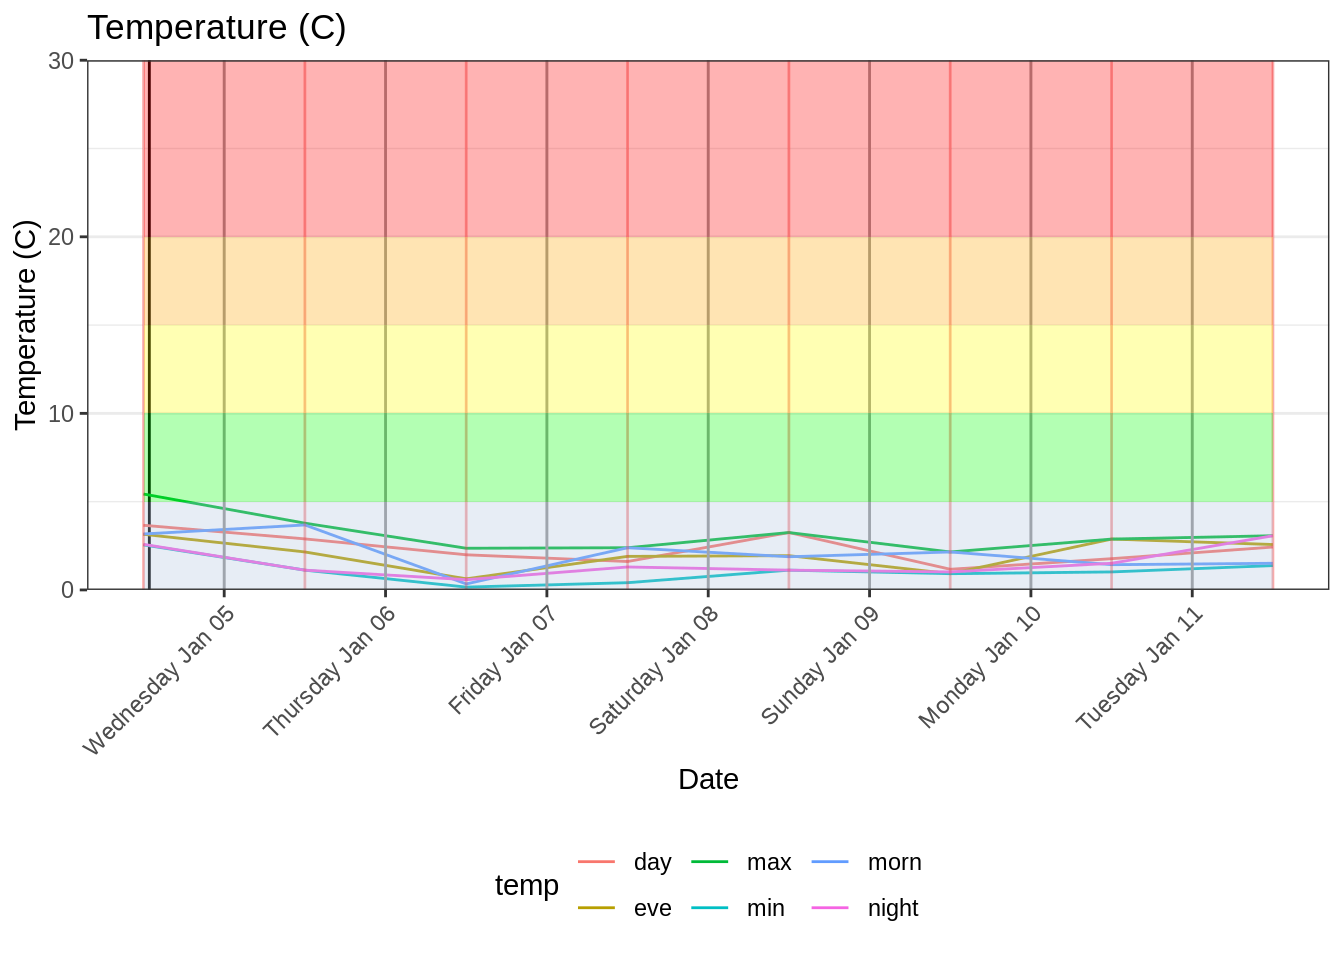 Temperature (C)
30
20
10
0
Temperature (C)
Wednesday Jan 05
Thursday Jan 06
Friday Jan 07
Saturday Jan 08
Sunday Jan 09
Monday Jan 10
Tuesday Jan 11
Date
temp
day
max
morn
eve
min
night